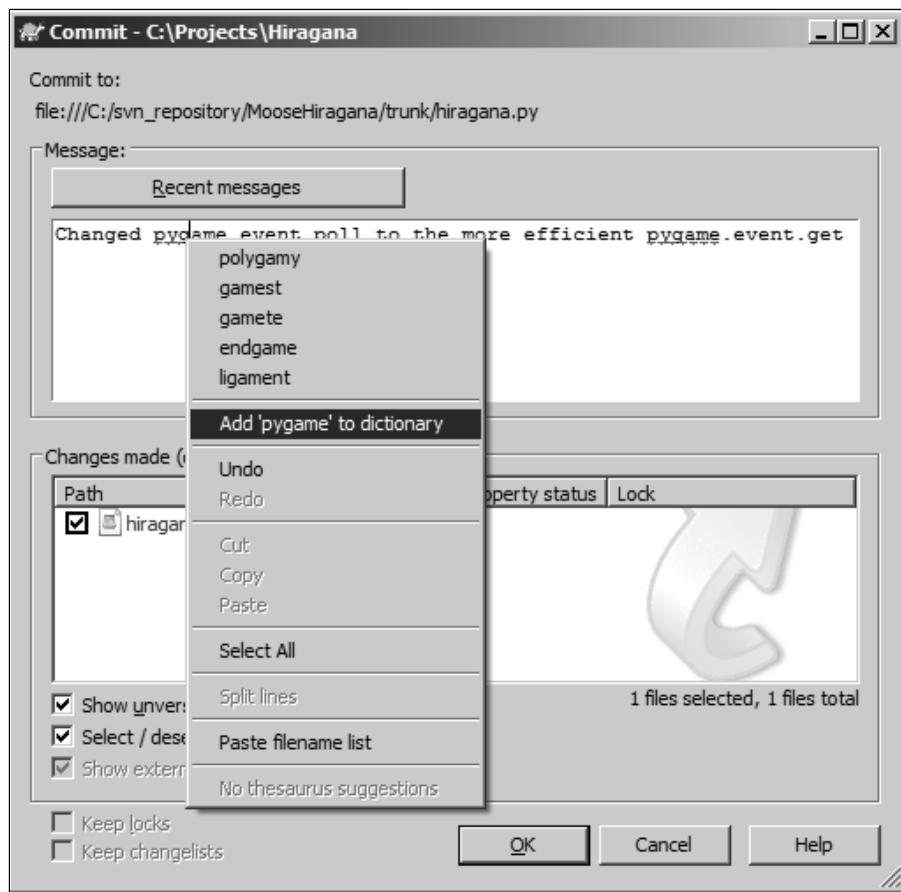 Commit - C:\Projects\Hiragana
Commit to:
file:///C:/svn_repository/MooseHiragana/trunk/hiragana.py
Message:
Recent messages
Changed pygame event poll to the more efficient pygame.event.get
polygamy
gamest
gamete
endgame
ligament
Add 'pygame' to dictionary
Changes made (
Undo
Path
operty status
Lock
Redo
hiragan
Cut
Copy
Paste
Select All
Show unver
Split lines
1 files selected, 1 files total
Select / dese
Paste filename list
Show extern
No thesaurus suggestions
Keep locks
Keep changelists
OK
Cancel
Help